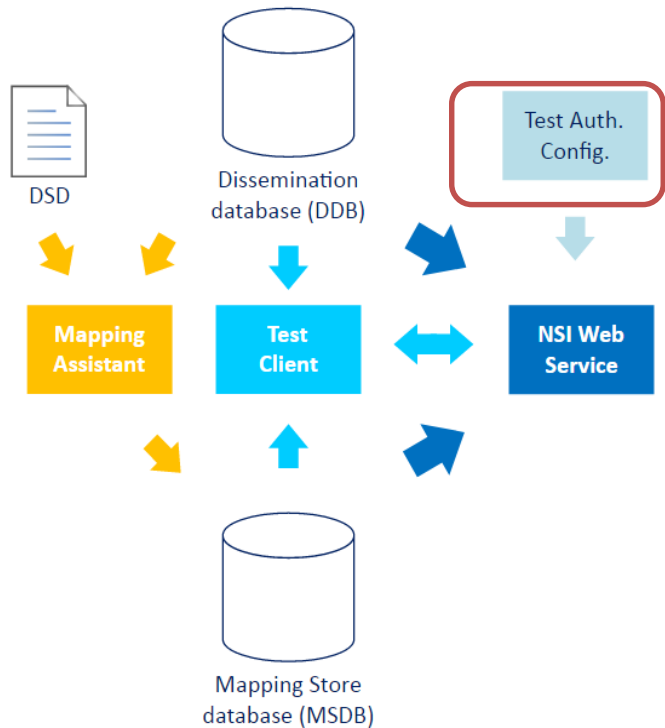 Test Auth.
Config.
DSD
Dissemination
database (DDB)
Mapping
Assistant
Test
Client
NSI Web
Service
Mapping Store
database (MSDB)